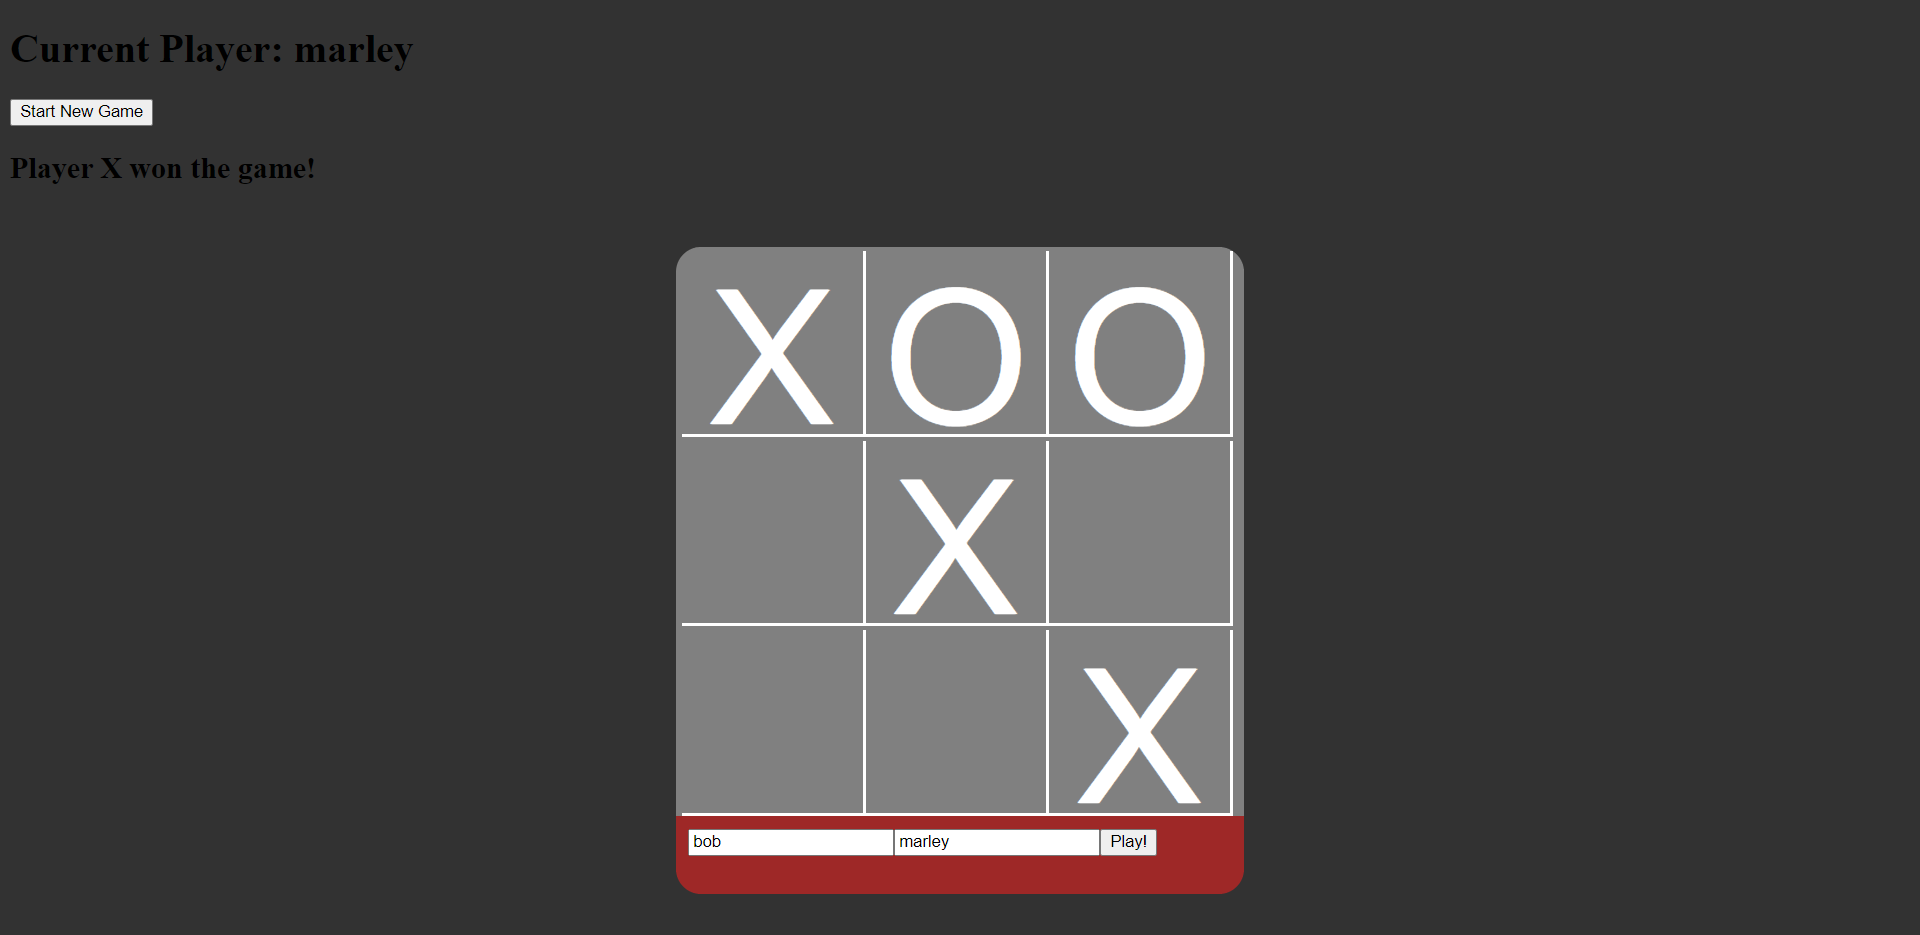 Current Player: marley
Start New Game
Player X won the game!
X O O
X
X
bob marley Play!